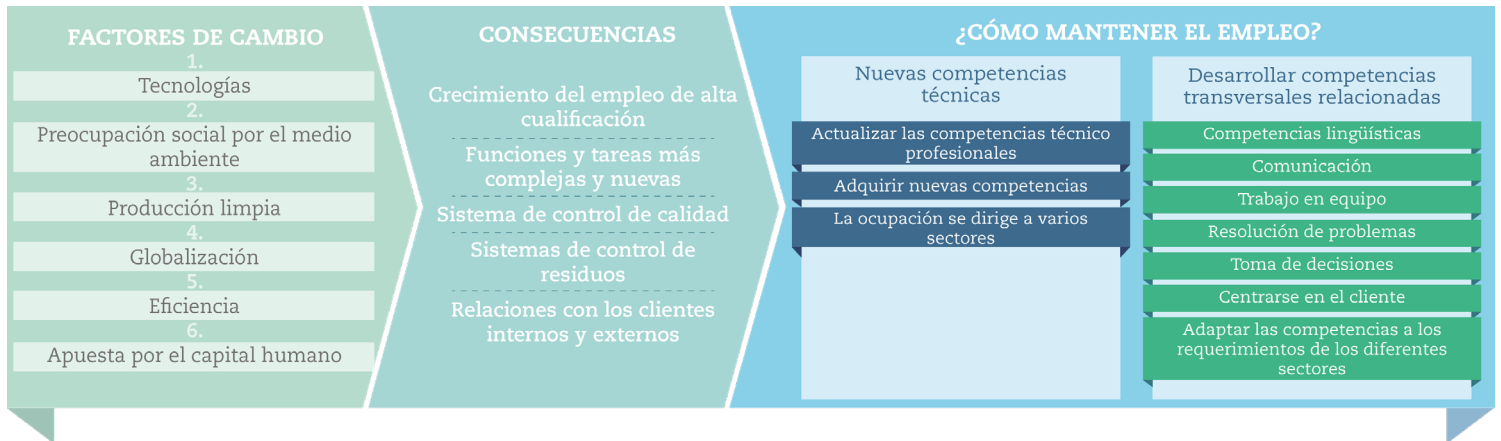 FACTORES DE CAMBIO
1.
Tecnologías
2.
Preocupación social por el medio
ambiente
3.
Producción limpia
4.
Globalización
5.
Eficiencia
6.
Apuesta por el capital humano
CONSECUENCIAS
Crecimiento del empleo de alta
cualificación
Funciones y tareas más
complejas y nuevas
Sistema de control de calidad
Sistemas de control de
residuos
Relaciones con los clientes
internos y externos
¿CÓMO MANTENER EL EMPLEO?
Nuevas competencias
técnicas
Actualizar las competencias técnico
profesionales
Adquirir nuevas competencias
La ocupación se dirige a varios
sectores
Desarrollar competencias
transversales relacionadas
Competencias lingüísticas
Comunicación
Trabajo en equipo
Resolución de problemas
Toma de decisiones
Centrarse en el cliente
Adaptar las competencias a los
requerimientos de los diferentes
sectores